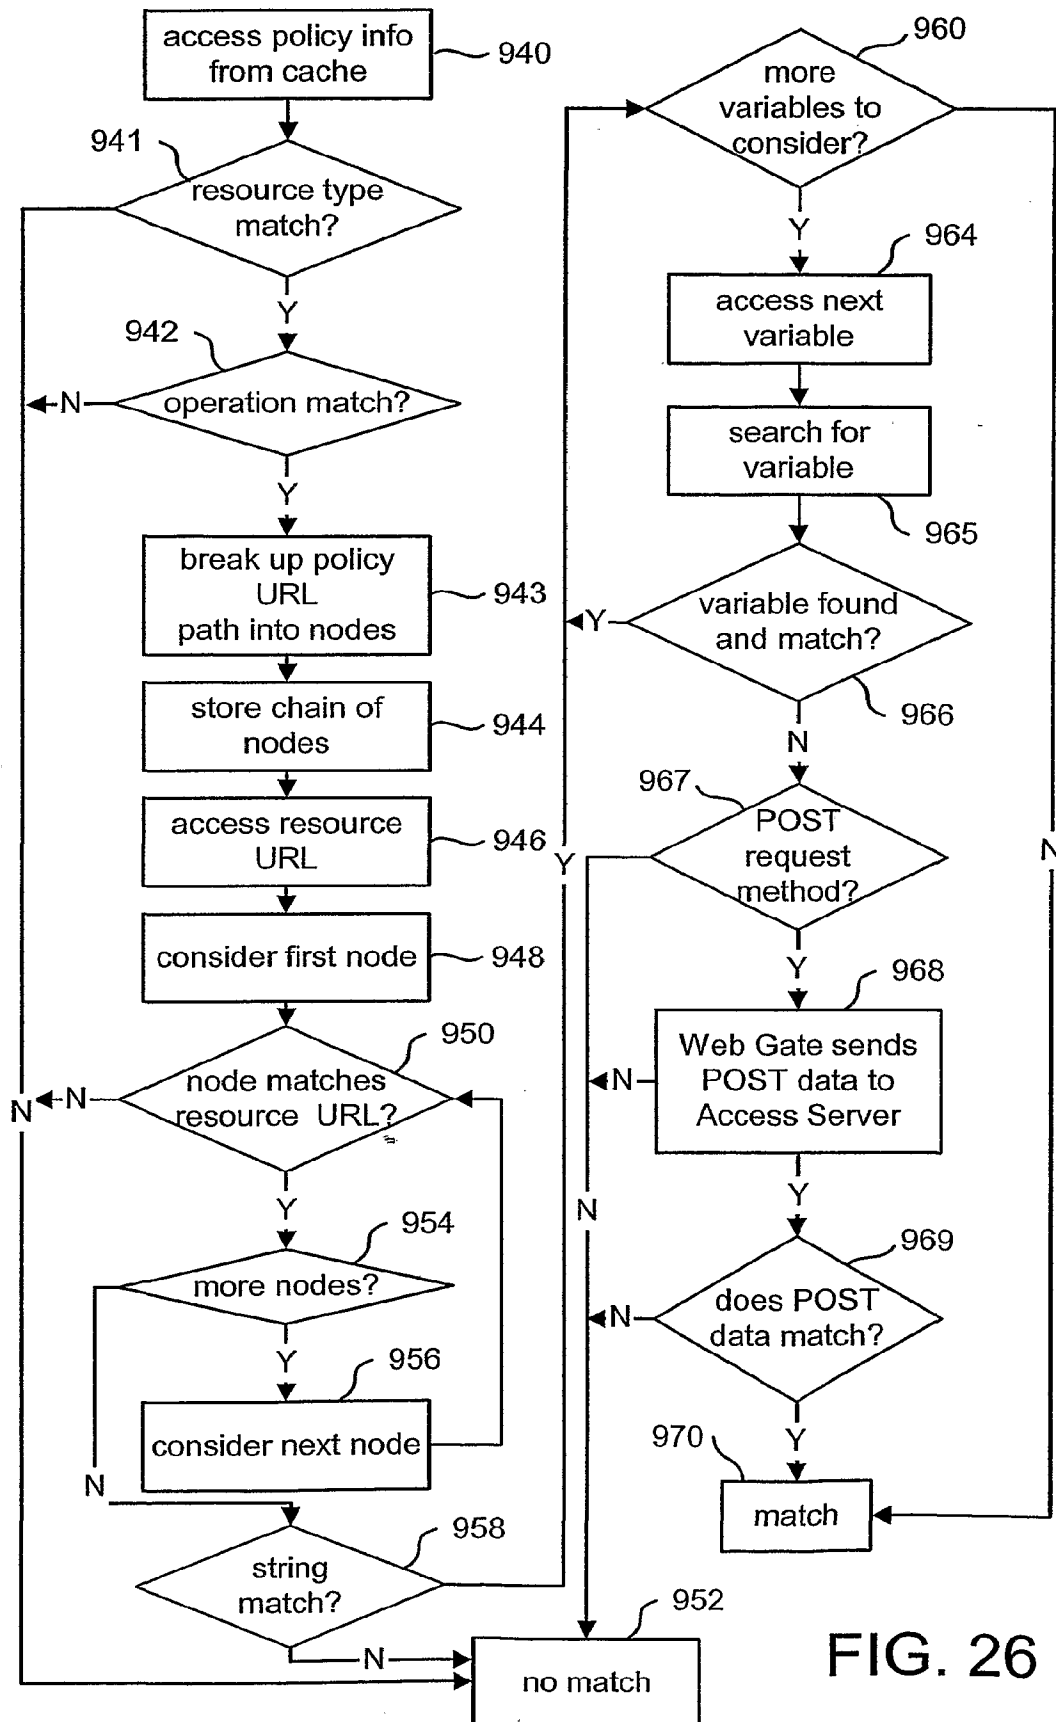 access policy info
from cache
940
941
resource type
match?
Y
942
operation match?
N
Y
break up policy
URL
path into nodes
943
store chain of
nodes
944
access resource
URL
946
consider first node
948
950
node matches
resource URL?
N
N
Y
954
more nodes?
Y
956
consider next node
N
958
string
match?
N
952
no match
Y
960
more
variables to
consider?
Y
964
access next
variable
search for
variable
965
variable found
and match?
Y
966
N
967
POST
request
method?
N
Y
968
Web Gate sends
POST data to
Access Server
N
Y
N
969
does POST
data match?
N
Y
970
match
FIG. 26